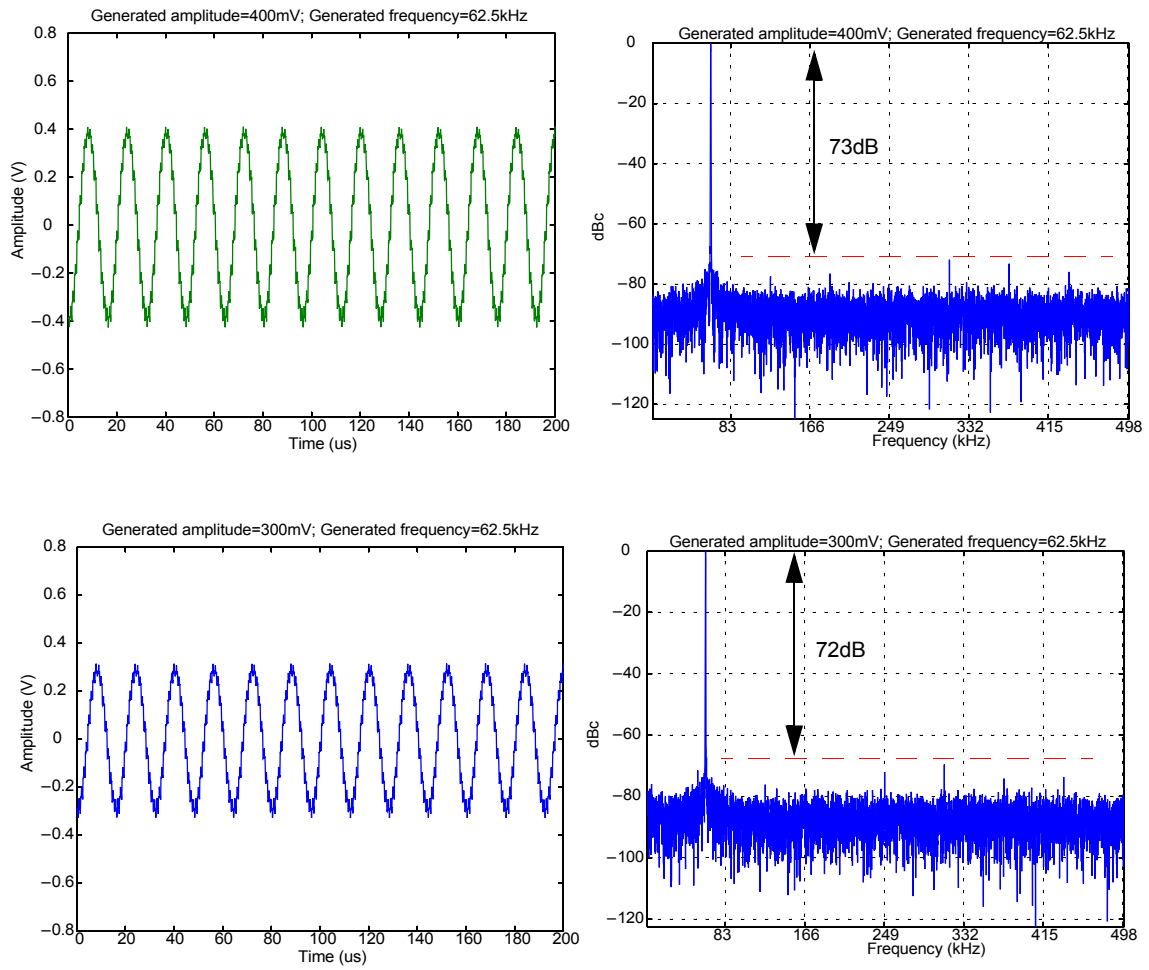 Generated amplitude=400mV; Generated frequency=62.5kHz
0.8
0.6
0.4
0.2
0
−0.2
−0.4
−0.6
−0.8
Amplitude (V)
0 20 40 60 80 100 120 140 160 180 200
Time (us)
Generated amplitude=400mV; Generated frequency=62.5kHz
0
−20
−40
−60
−80
−100
−120
dBc
73dB
83 166 249 332 415 498
Frequency (kHz)
Generated amplitude=300mV; Generated frequency=62.5kHz
0.8
0.6
0.4
0.2
0
−0.2
−0.4
−0.6
−0.8
Amplitude (V)
0 20 40 60 80 100 120 140 160 180 200
Time (us)
Generated amplitude=300mV; Generated frequency=62.5kHz
0
−20
−40
−60
−80
−100
−120
dBc
72dB
83 166 249 332 415 498
Frequency (kHz)